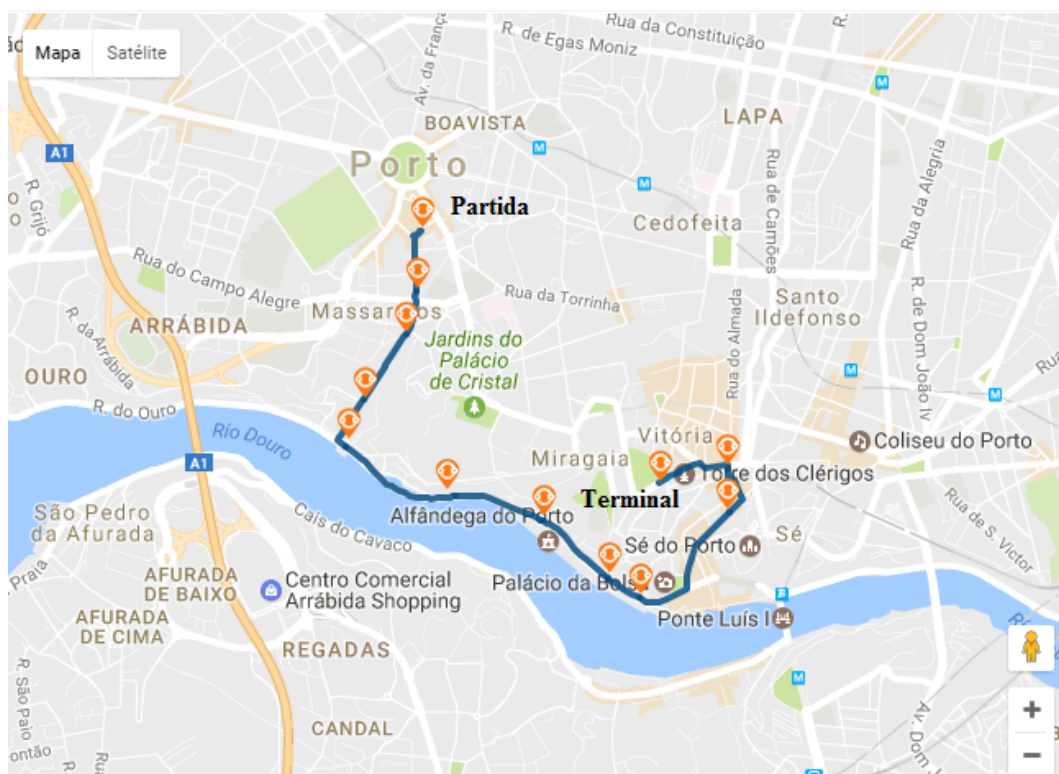 Mapa
Satélite
Rua da Constituição
R. de Egas Moniz
Av. da França
BOAVISTA
LAPA
A1
Porto
R. Grijó
Partida
Cedofeita
Rua de Camões
Rua da Alegria
Rua do Campo Alegre
Massarelos
Rua da Torrinha
Santo
Ildefonso
ARRÁBIDA
R. da Arrábida
Jardins do
Palácio
de Cristal
Rua do Almada
R. de Dom João IV
OURO
R. do Ouro
Río Douro
Vitória
Coliseu do Porto
Miragaia
Torre dos Clérigos
A1
Terminal
São Pedro
da Afurada
Cais do Cavaco
Alfândega do Porto
Sé do Porto
Sé
Rua de S. Victor
Praia
AFURADA
DE BAIXO
Centro Comercial
Arrábida Shopping
Palácio da Bolsa
AFURADA
DE CIMA
Ponte Luís I
REGADAS
R. São Paio
CANDAL
Av. Dom J